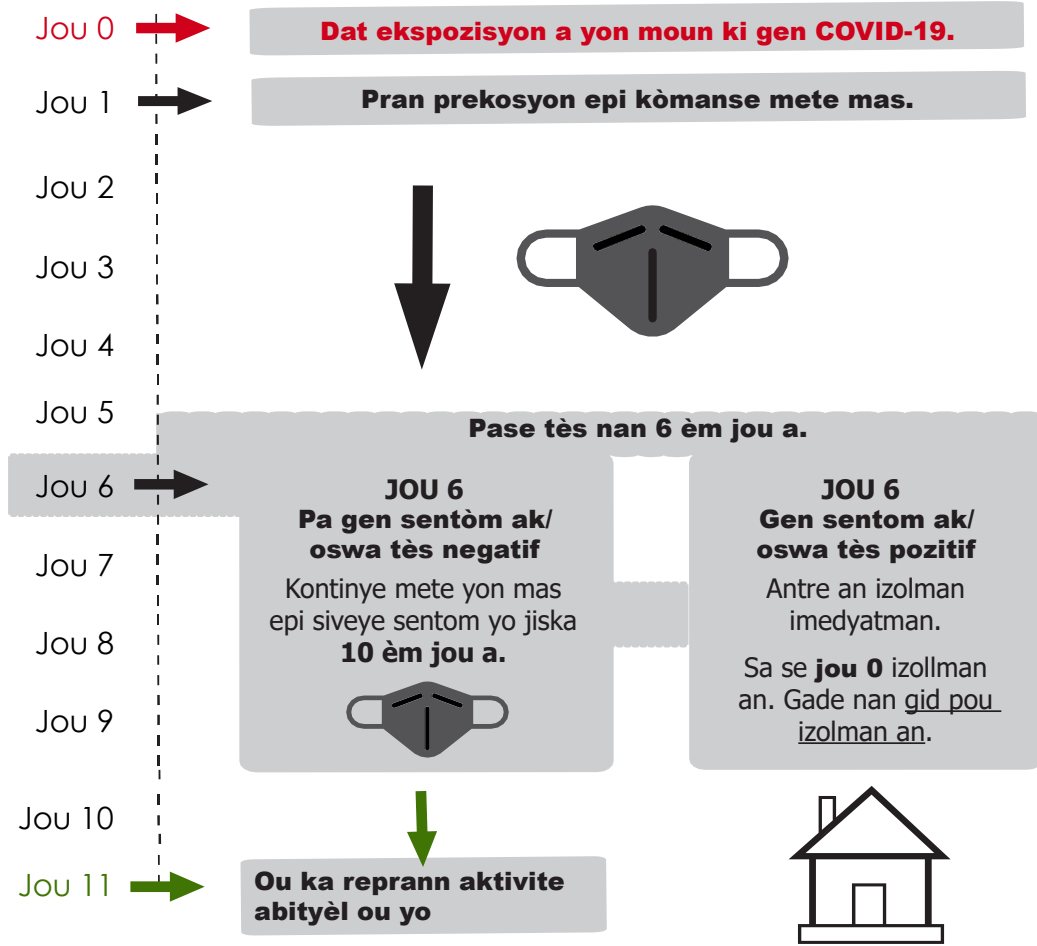 Jou 0
Dat ekspozisyon a yon moun ki gen COVID-19.
Jou 1
Pran prekosyon epi kòmanse mete mas.
Jou 2
Jou 3
Jou 4
Jou 5
Pase tès nan 6 èm jou a.
Jou 6
JOU 6
Pa gen sentòm ak/
oswa tès negatif
Kontinye mete yon mas
epi siveye sentom yo jiska
10 èm jou a.
JOU 6
Gen sentom ak/
oswa tès pozitif
Antre an izolman
imedyatman.
Sa se jou 0 izollman
an. Gade nan gid pou
izolman an.
Jou 7
Jou 8
Jou 9
Jou 10
Jou 11
Ou ka reprann aktivite
abityèl ou yo